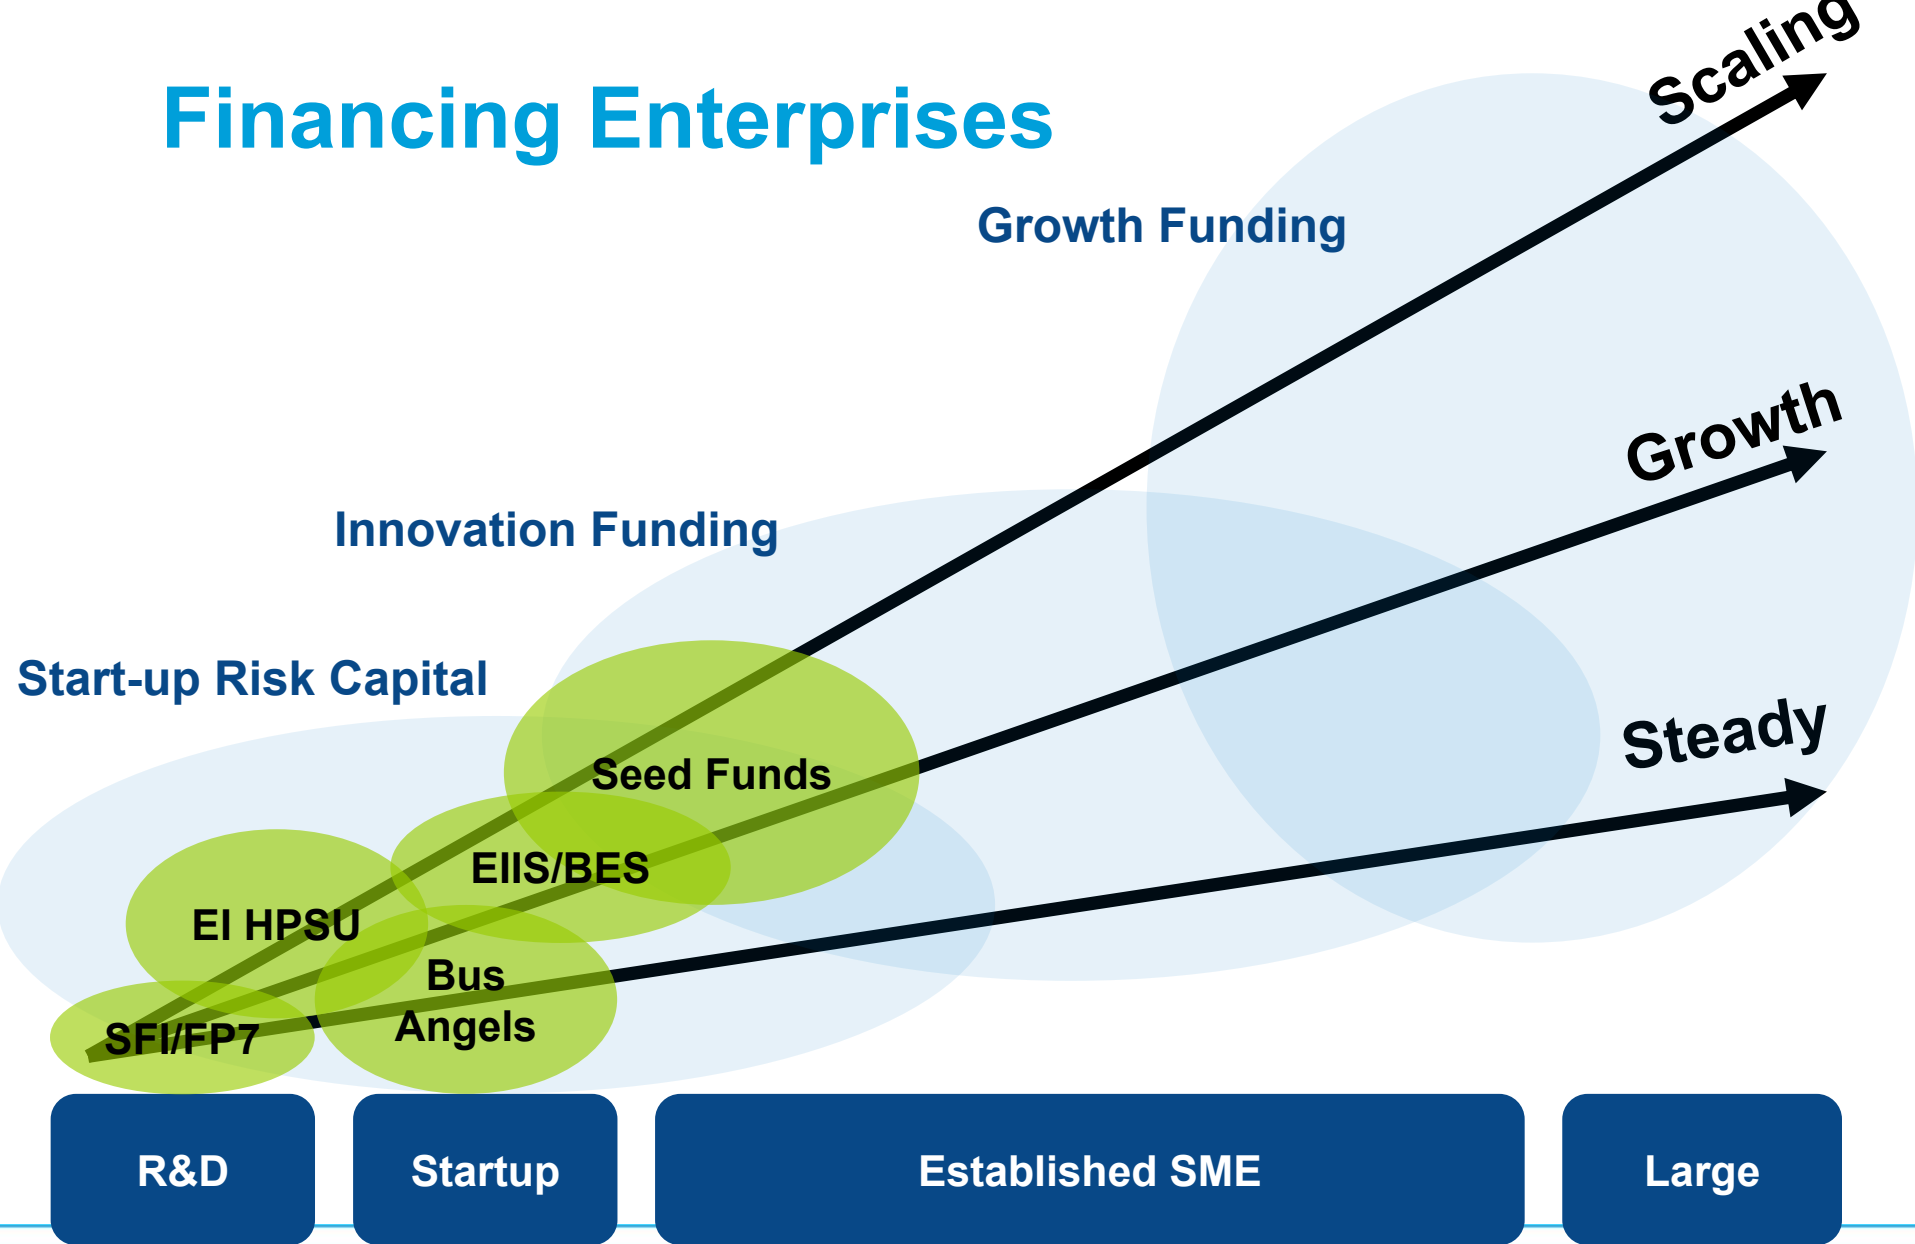 Scaling
Financing Enterprises
Growth Funding
Growth
Innovation Funding
Start-up Risk Capital
Steady
Seed Funds
EIIS/BES
EI HPSU
Bus
Angels
SFI/FP7
R&D
Startup
Established SME
Large